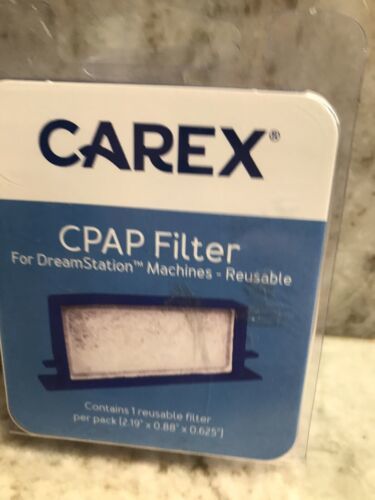 CAREX®
CPAP Filter
For DreamStation™ Machines - Reusable
Contains 1 reusable filter
per pack [2.19" x 0.88" x 0.625"]